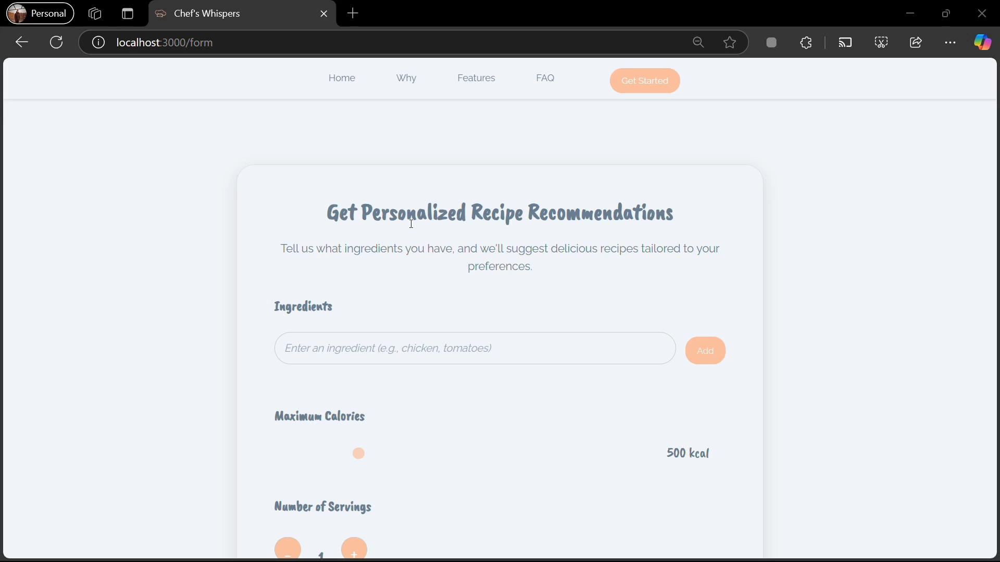 Personal
Chef's Whispers
localhost:3000/form
Home
Why
Features
FAQ
Get Started
Get Personalized Recipe Recommendations
Tell us what ingredients you have, and we'll suggest delicious recipes tailored to your
preferences.
Ingredients
Enter an ingredient (e.g., chicken, tomatoes)
Add
Maximum Calories
500 kcal
Number of Servings
- 1 +